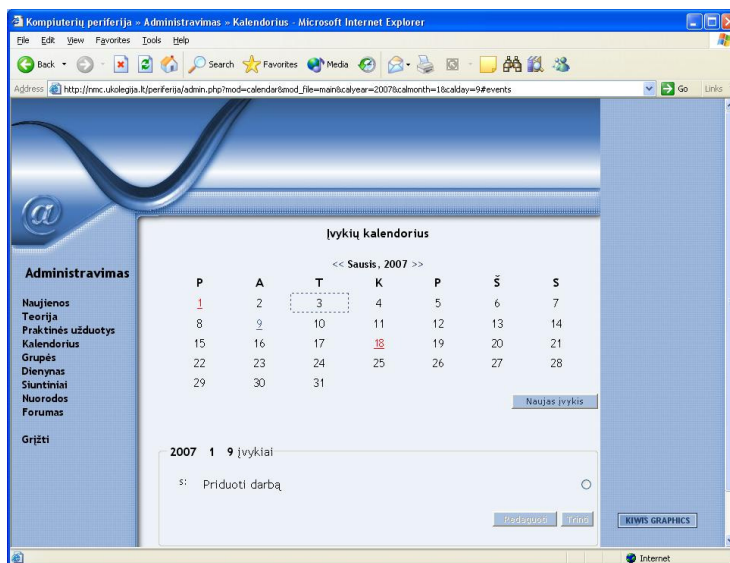 Kompiuterių periferija » Administravimas » Kalendorius - Microsoft Internet Explorer
File Edit View Favorites Tools Help
Back Search Favorites Media
Address http://nmc.ukolegija.lt/periferija/admin.php?mod=calendar&mod_file=main&calyear=2007&calmonth=1&calday=9#events Go Links
@
Administravimas
Naujienos
Teorija
Praktinės užduotys
Kalendorius
Grupės
Dienynas
Siuntiniai
Nuorodos
Forumas
Grįžti
Įvykių kalendorius
<< Sausis, 2007 >>
P A T K P Š S
1 2 3 4 5 6 7
8 9 10 11 12 13 14
15 16 17 18 19 20 21
22 23 24 25 26 27 28
29 30 31
Naujas įvykis
2007 1 9 įvykiai
s: Priduoti darbą
Redaguoti Trinti
KIWIS GRAPHICS
Internet